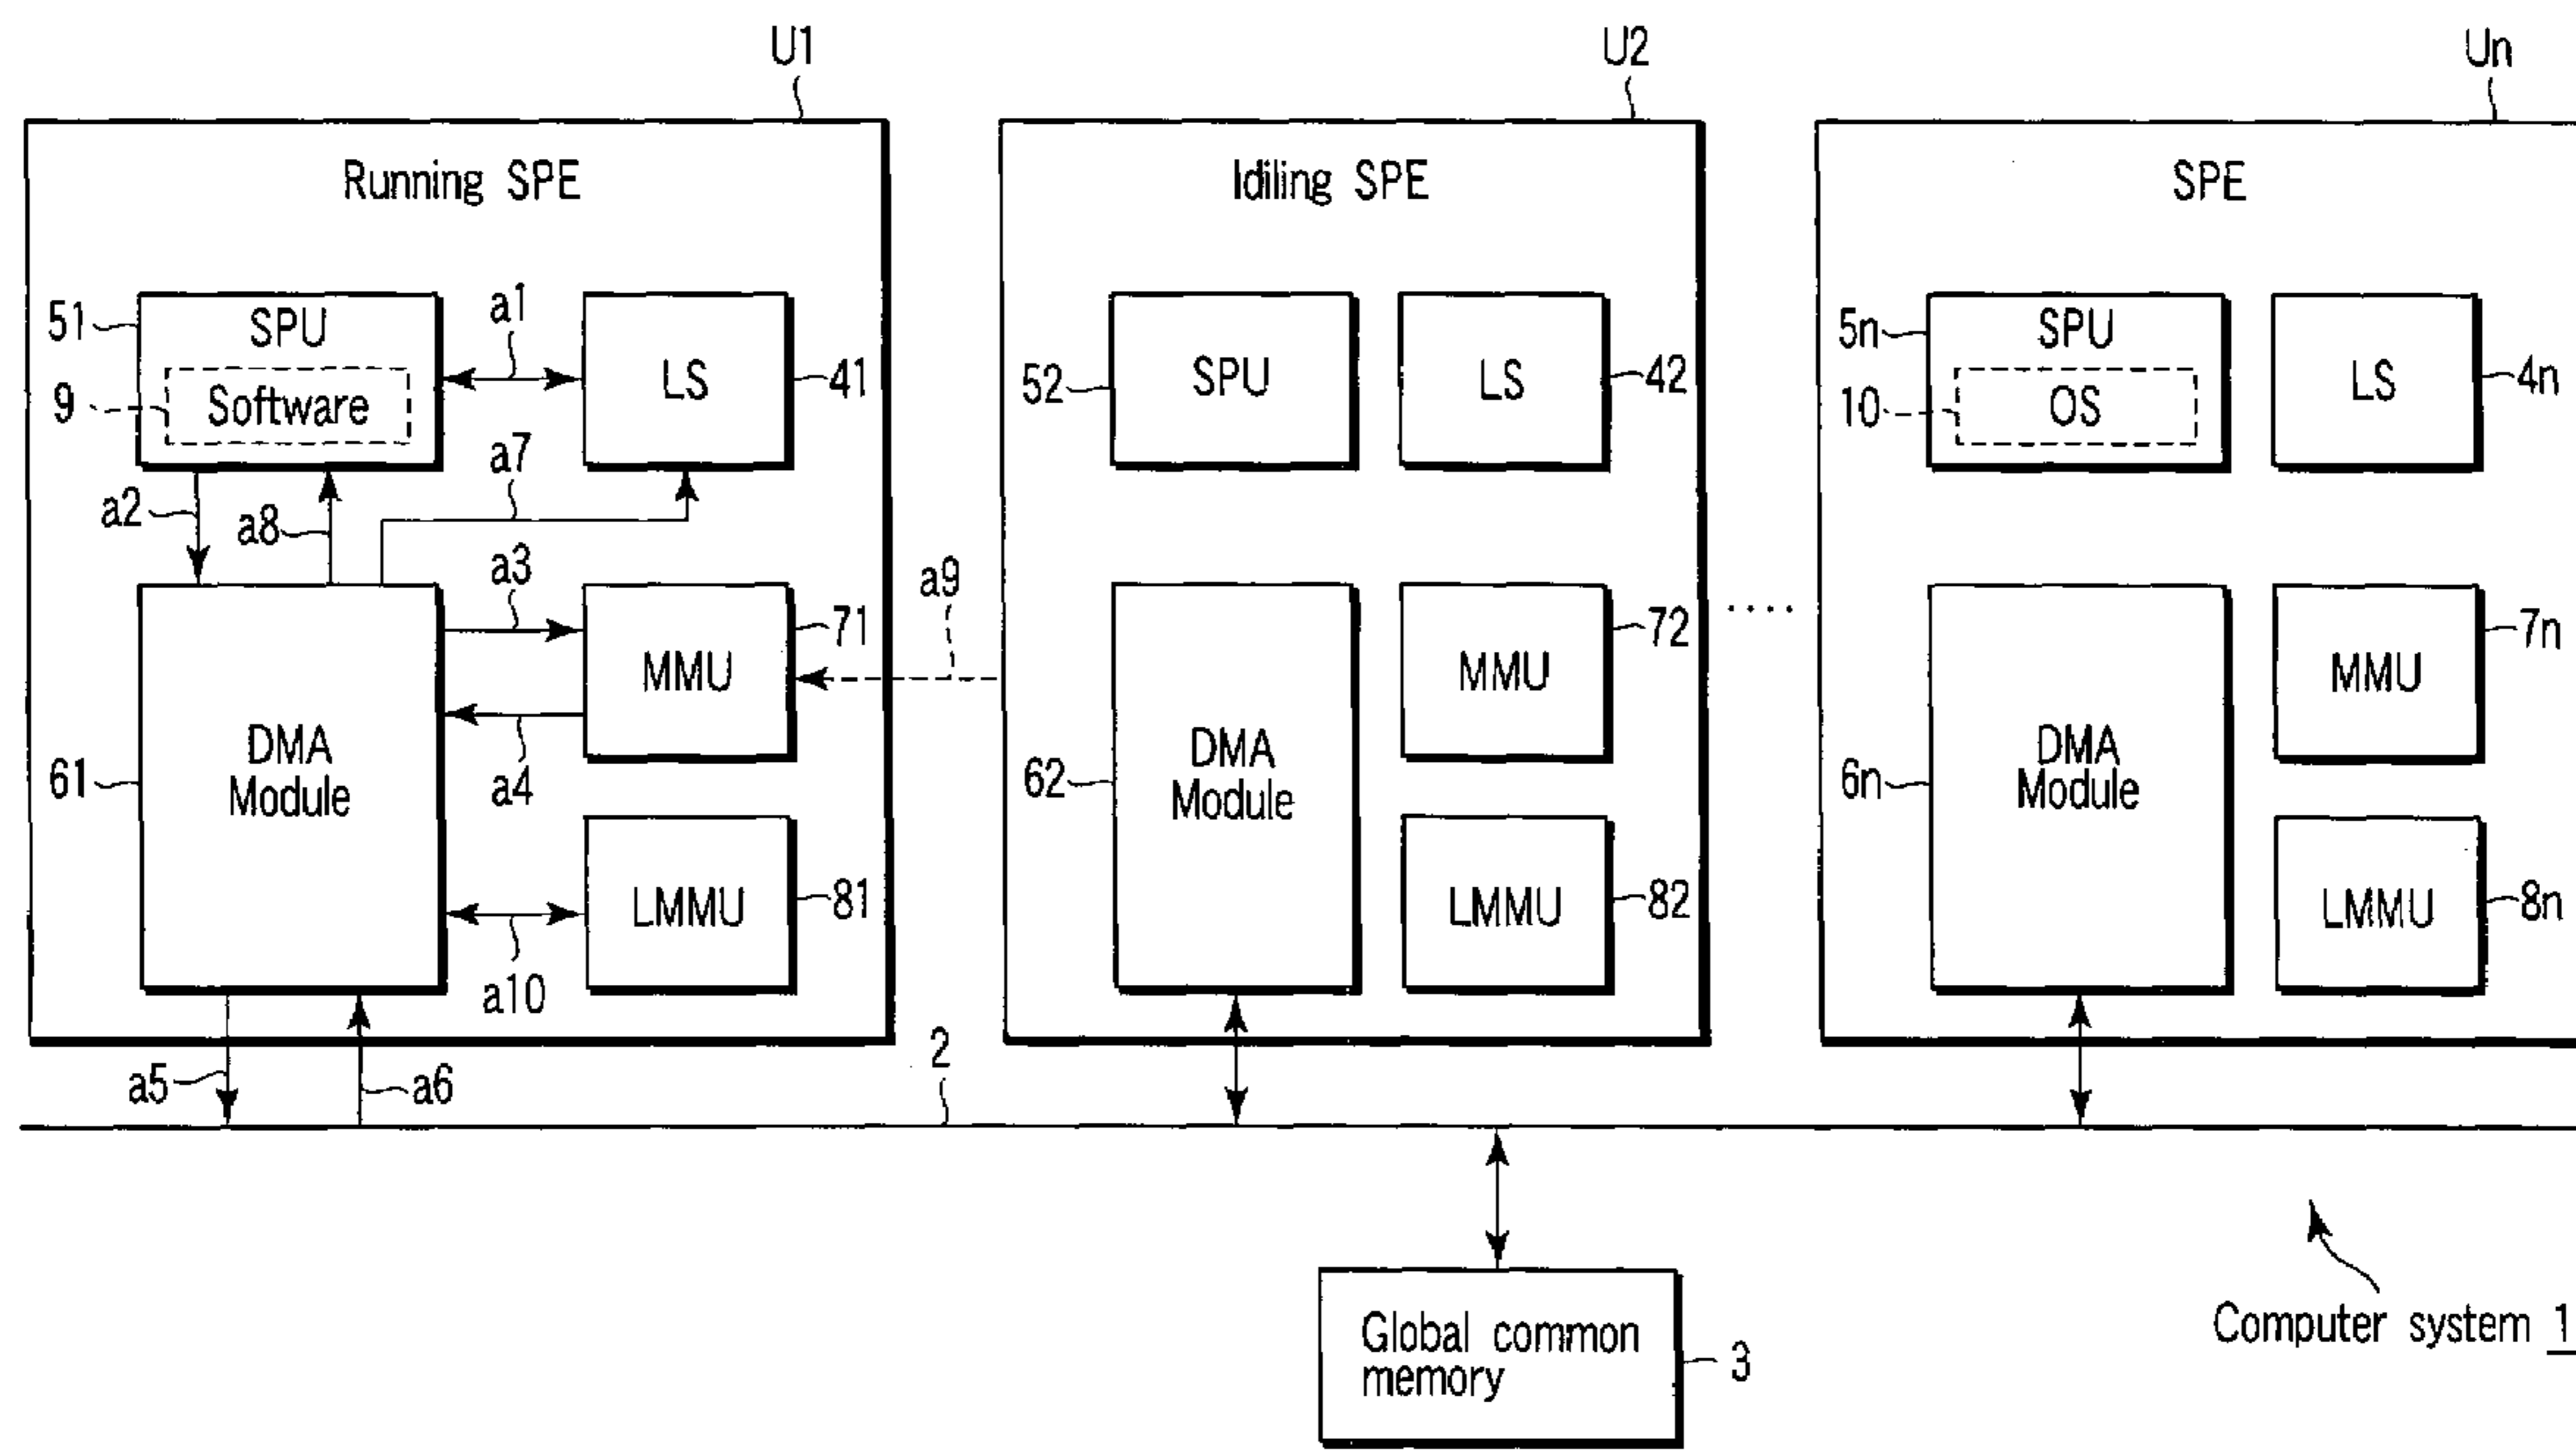 U1
U2
Un
Running SPE
Idiling SPE
SPE
51
SPU
9
Software
a1
LS
41
52
SPU
LS
42
5n
SPU
10
OS
LS
4n
a2
a8
a7
a3
a9
61
DMA
Module
MMU
71
a4
LMMU
81
a10
62
DMA
Module
MMU
72
LMMU
82
....
6n
DMA
Module
MMU
7n
LMMU
8n
a5
a6
2
Global common
memory
3
Computer system 1